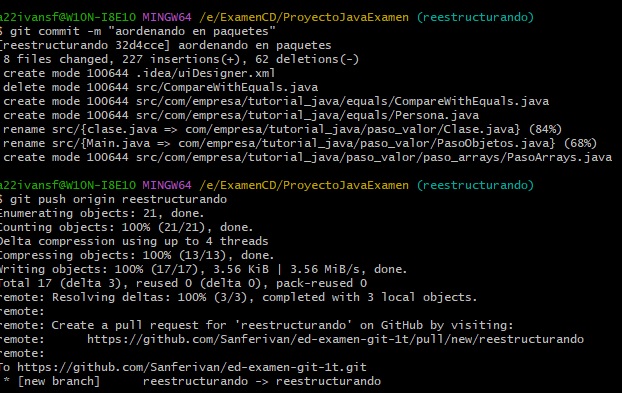 a22ivansf@W10N-I8E10 MINGW64 /e/ExamenCD/ProyectoJavaExamen (reestructurando)
$ git commit -m "aordenando en paquetes"
[reestructurando 32d4cce] aordenando en paquetes
 8 files changed, 227 insertions(+), 62 deletions(-)
 create mode 100644 .idea/uiDesigner.xml
 delete mode 100644 src/CompareWithEquals.java
 create mode 100644 src/com/empresa/tutorial_java/equals/CompareWithEquals.java
 create mode 100644 src/com/empresa/tutorial_java/equals/Persona.java
 rename src/{clase.java => com/empresa/tutorial_java/paso_valor/Clase.java} (84%)
 rename src/{Main.java => com/empresa/tutorial_java/paso_valor/PasoObjetos.java} (68%)
 create mode 100644 src/com/empresa/tutorial_java/paso_valor/paso_arrays/PasoArrays.java
a22ivansf@W10N-I8E10 MINGW64 /e/ExamenCD/ProyectoJavaExamen (reestructurando)
$ git push origin reestructurando
Enumerating objects: 21, done.
Counting objects: 100% (21/21), done.
Delta compression using up to 4 threads
Compressing objects: 100% (13/13), done.
Writing objects: 100% (17/17), 3.56 KiB | 3.56 MiB/s, done.
Total 17 (delta 3), reused 0 (delta 0), pack-reused 0
remote: Resolving deltas: 100% (3/3), completed with 3 local objects.
remote:
remote: Create a pull request for 'reestructurando' on GitHub by visiting:
remote:      https://github.com/Sanferivan/ed-examen-git-1t/pull/new/reestructurando
remote:
To https://github.com/Sanferivan/ed-examen-git-1t.git
 * [new branch]      reestructurando -> reestructurando